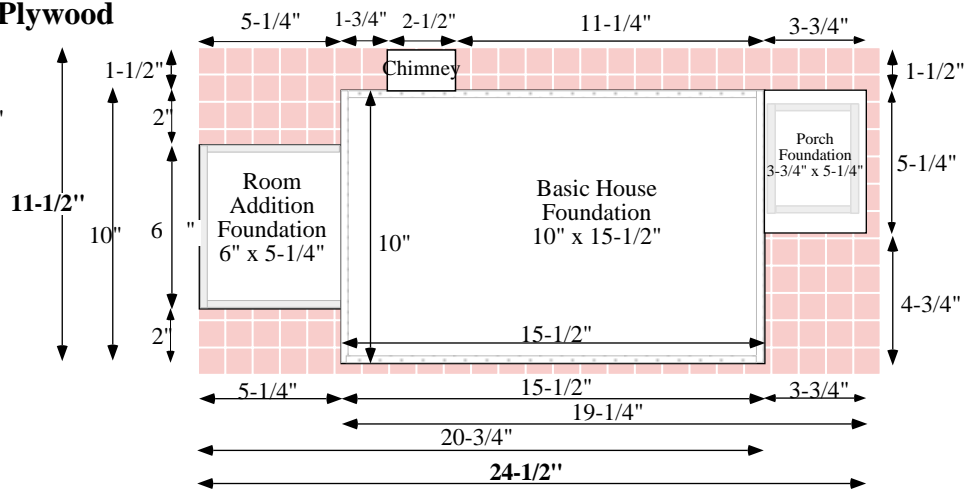 Plywood
5-1/4"
1-3/4"
2-1/2"
11-1/4"
3-3/4"
1-1/2"
Chimney
1-1/2"
"
2"
Porch
Foundation
3-3/4" x 5-1/4"
5-1/4"
Room
Addition
Foundation
6" x 5-1/4"
Basic House
Foundation
10" x 15-1/2"
11-1/2"
10"
6 "
10"
4-3/4"
2"
15-1/2"
5-1/4"
15-1/2"
3-3/4"
19-1/4"
20-3/4"
24-1/2"